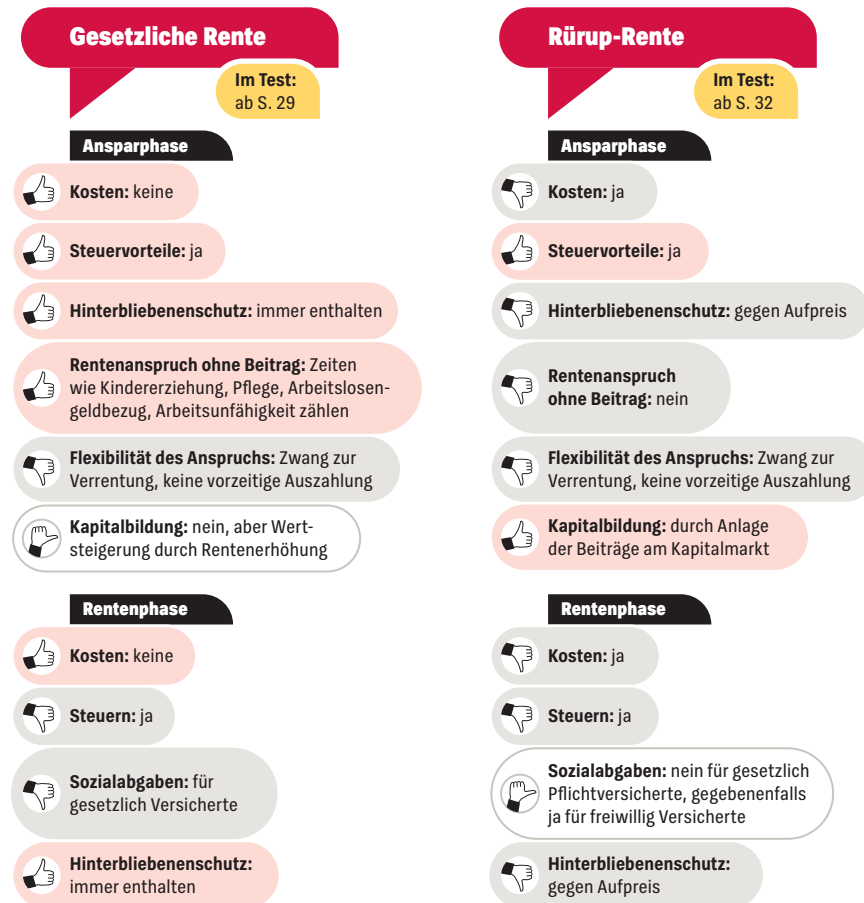 Gesetzliche Rente
Im Test:
ab S. 29
Ansparphase
Kosten: keine
Steuervorteile: ja
Hinterbliebenenschutz: immer enthalten
Rentenanspruch ohne Beitrag: Zeiten
wie Kindererziehung, Pflege, Arbeitslosen-
geldbezug, Arbeitsunfähigkeit zählen
Flexibilität des Anspruchs: Zwang zur
Verrentung, keine vorzeitige Auszahlung
Kapitalbildung: nein, aber Wert-
steigerung durch Rentenerhöhung
Rentenphase
Kosten: keine
Steuern: ja
Sozialabgaben: für
gesetzlich Versicherte
Hinterbliebenenschutz:
immer enthalten
Rürup-Rente
Im Test:
ab S. 32
Ansparphase
Kosten: ja
Steuervorteile: ja
Hinterbliebenenschutz: gegen Aufpreis
Rentenanspruch
ohne Beitrag: nein
Flexibilität des Anspruchs: Zwang zur
Verrentung, keine vorzeitige Auszahlung
Kapitalbildung: durch Anlage
der Beiträge am Kapitalmarkt
Rentenphase
Kosten: ja
Steuern: ja
Sozialabgaben: nein für gesetzlich
Pflichtversicherte, gegebenenfalls
ja für freiwillig Versicherte
Hinterbliebenenschutz:
gegen Aufpreis